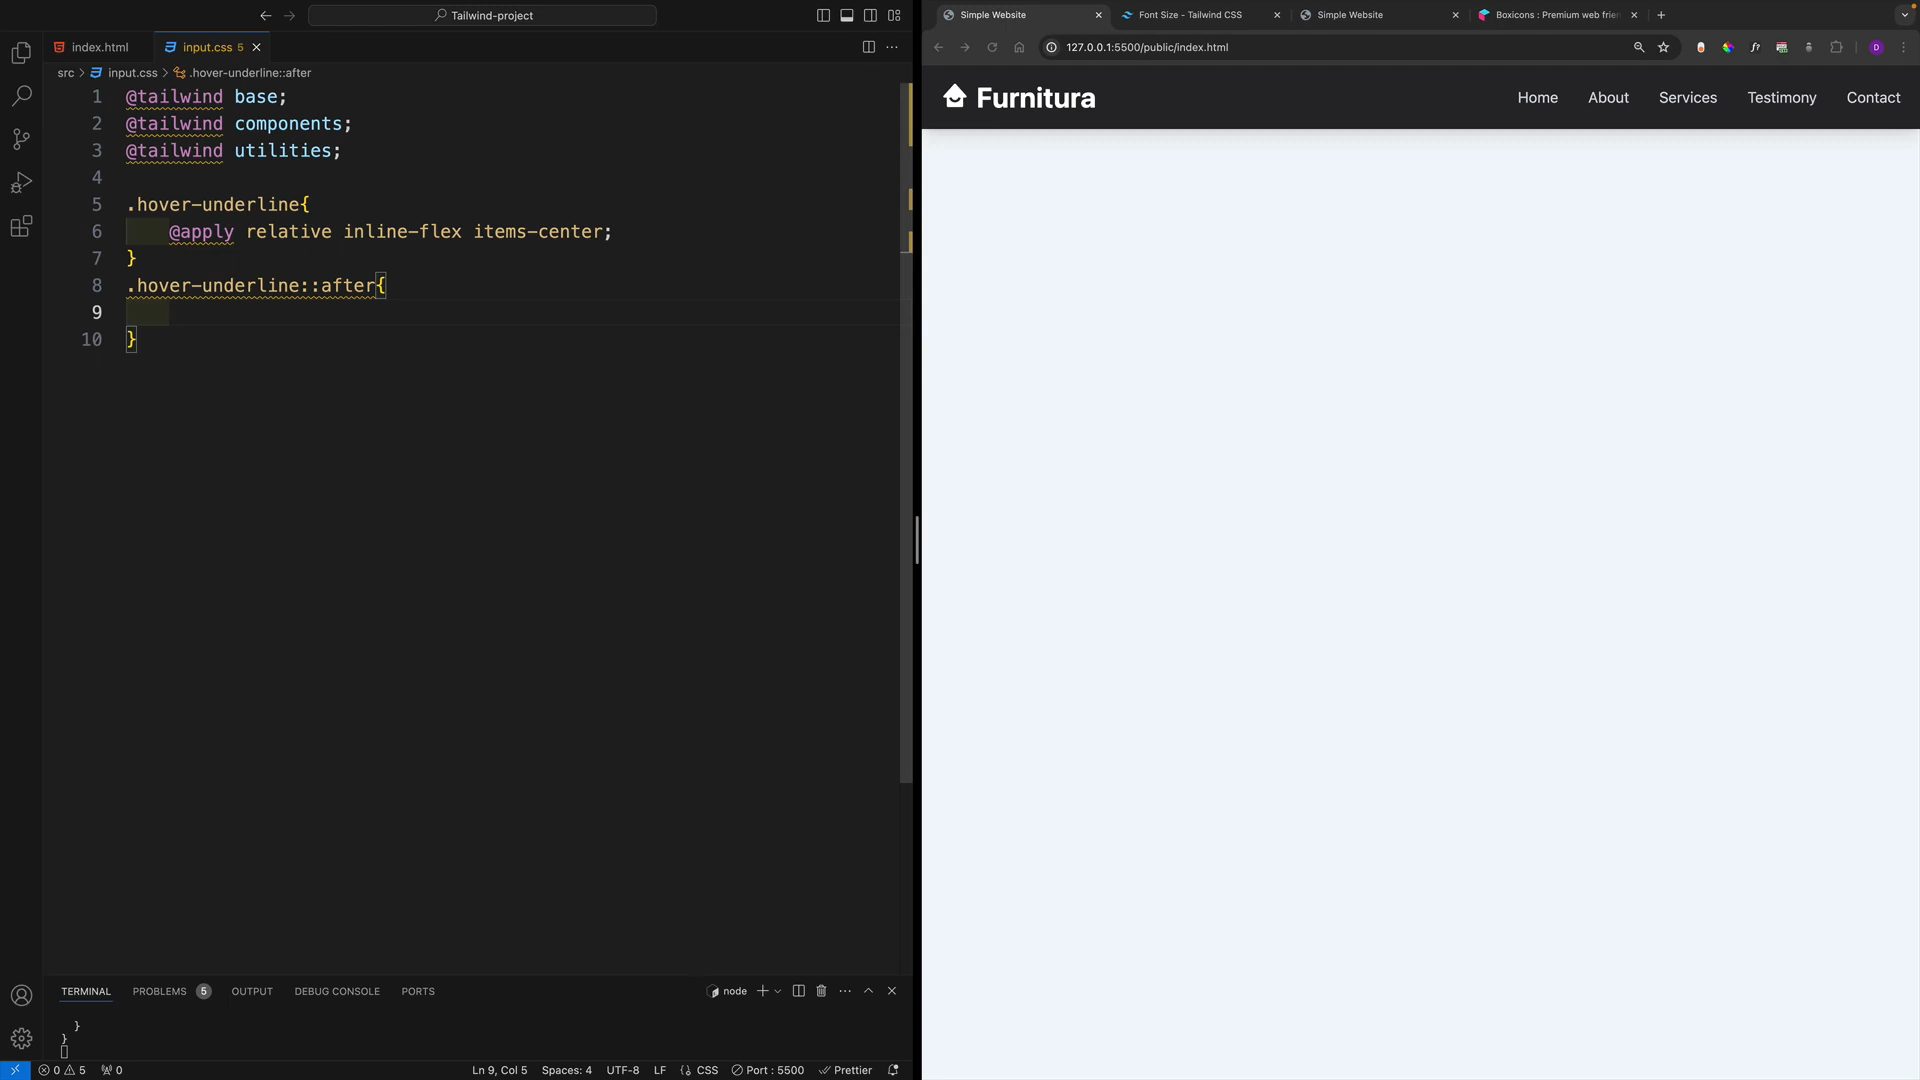 Tailwind-project
index.html
input.css 5
src > input.css > .hover-underline::after
1 @tailwind base;
2 @tailwind components;
3 @tailwind utilities;
4
5 .hover-underline{
6 @apply relative inline-flex items-center;
7 }
8 .hover-underline::after{
9
10 }
TERMINAL PROBLEMS 5 OUTPUT DEBUG CONSOLE PORTS
node
}
}
0 5 0
Ln 9, Col 5 Spaces: 4 UTF-8 LF CSS Port : 5500 Prettier
Simple Website
Font Size - Tailwind CSS
Simple Website
Boxicons : Premium web frien
127.0.0.1:5500/public/index.html
D
Furnitura
Home About Services Testimony Contact